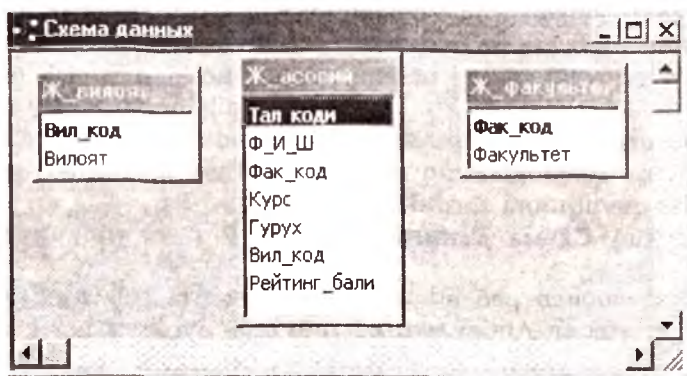 Схема данных
Ж_вилоят
Вил_код
Вилоят
Ж_асосий
Тал коди
Ф_И_Ш
Фак_код
Курс
Гурух
Вил_код
Рейтинг_бали
Ж_факультет
Фак_код
Факультет